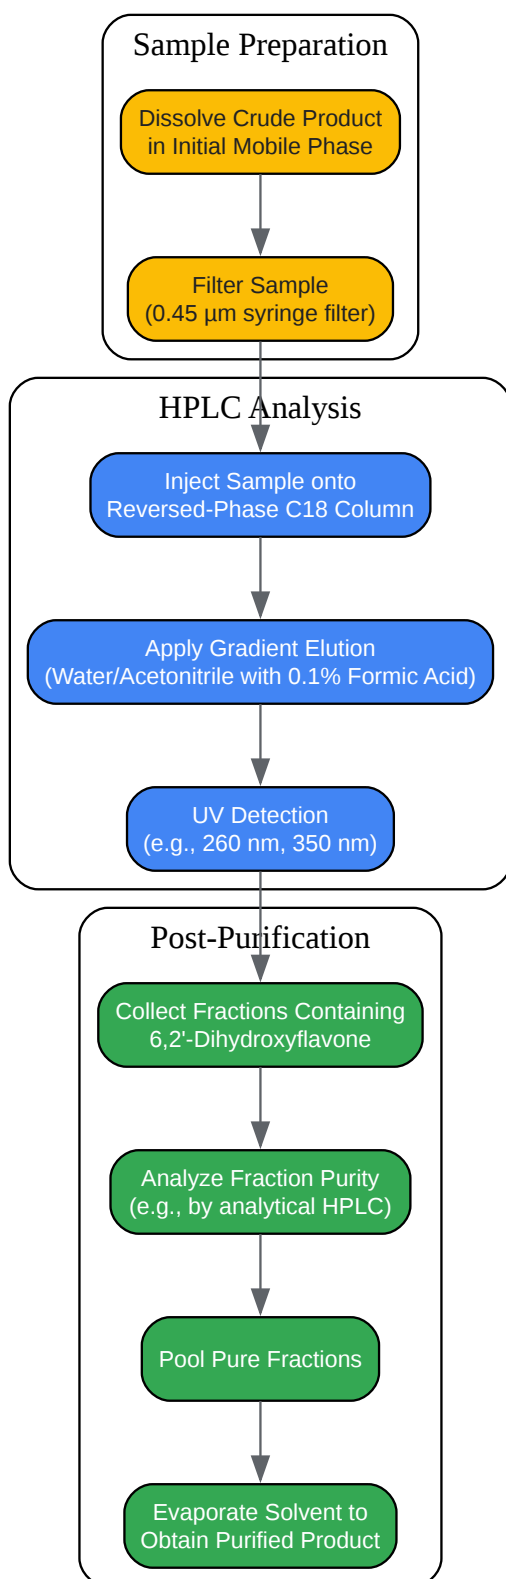 Sample Preparation
Dissolve Crude Product
in Initial Mobile Phase
Filter Sample
(0.45 µm syringe filter)
HPLC Analysis
Inject Sample onto
Reversed-Phase C18 Column
Apply Gradient Elution
(Water/Acetonitrile with 0.1% Formic Acid)
UV Detection
(e.g., 260 nm, 350 nm)
Post-Purification
Collect Fractions Containing
6,2'-Dihydroxyflavone
Analyze Fraction Purity
(e.g., by analytical HPLC)
Pool Pure Fractions
Evaporate Solvent to
Obtain Purified Product